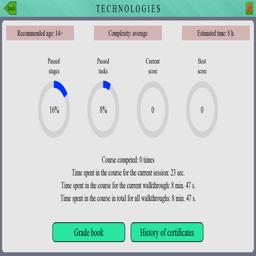 Back
TECHNOLOGIES
Recommended age: 14+
Complexity: average
Estimated time: 8 h.
Passed stages
Passed tasks
Current score
Best score
16%
8%
0
0
Course competed: 0 times
Time spent in the course for the current session: 23 sec.
Time spent in the course for the current walkthrough: 8 min. 47 s.
Time spent in the course in total for all walkthroughs: 8 min. 47 s.
Grade book
History of certificates